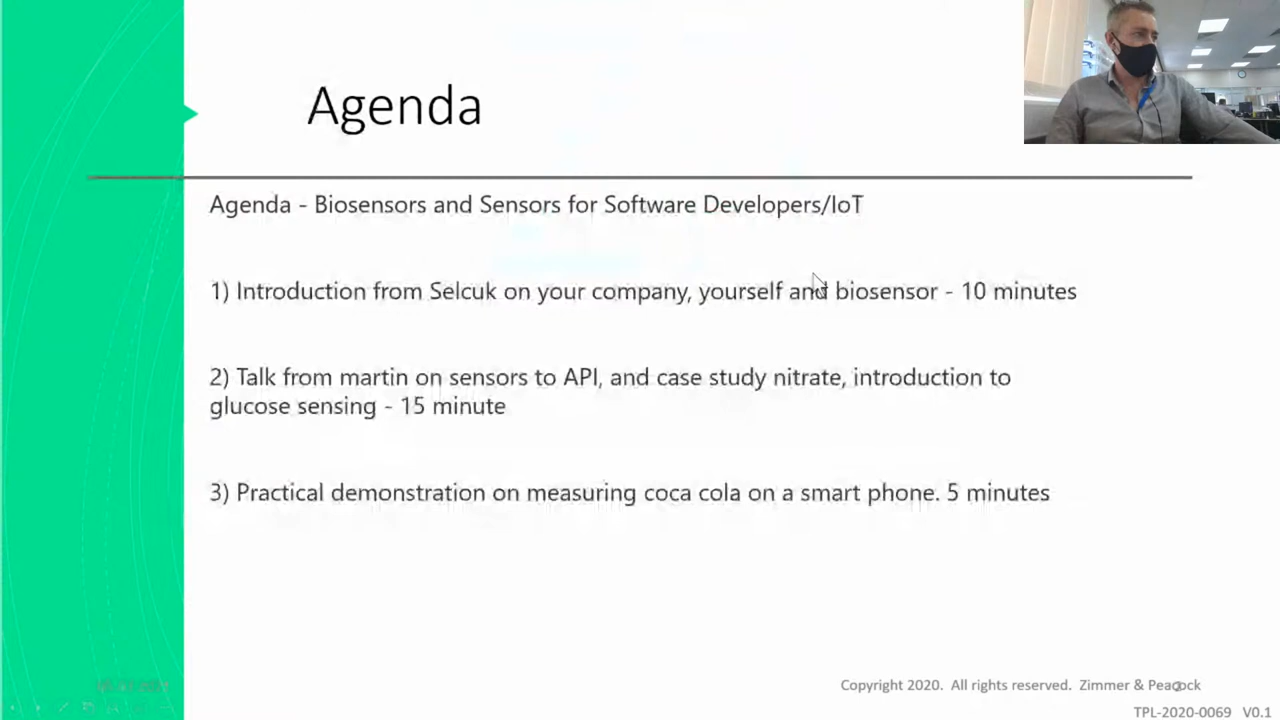 Agenda
Agenda - Biosensors and Sensors for Software Developers/IoT
1) Introduction from Selcuk on your company, yourself and biosensor - 10 minutes
2) Talk from martin on sensors to API, and case study nitrate, introduction to
glucose sensing - 15 minute
3) Practical demonstration on measuring coca cola on a smart phone. 5 minutes
Copyright 2020. All rights reserved. Zimmer & Peacock
TPL-2020-0069 V0.1